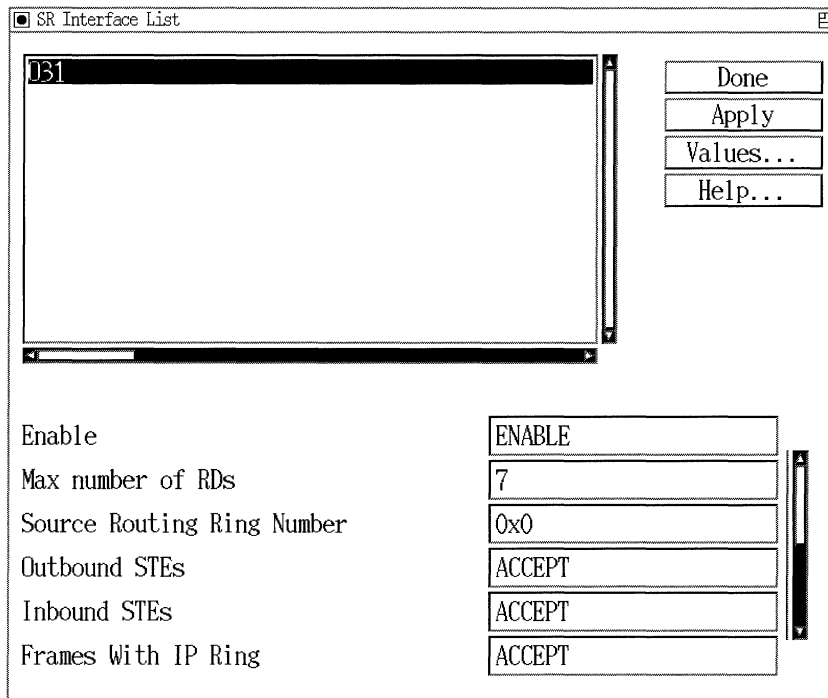 SR Interface List
O31
Done
Apply
Values...
Help...
Enable
ENABLE
Max number of RDs
7
Source Routing Ring Number
0x0
Outbound STEs
ACCEPT
Inbound STEs
ACCEPT
Frames With IP Ring
ACCEPT